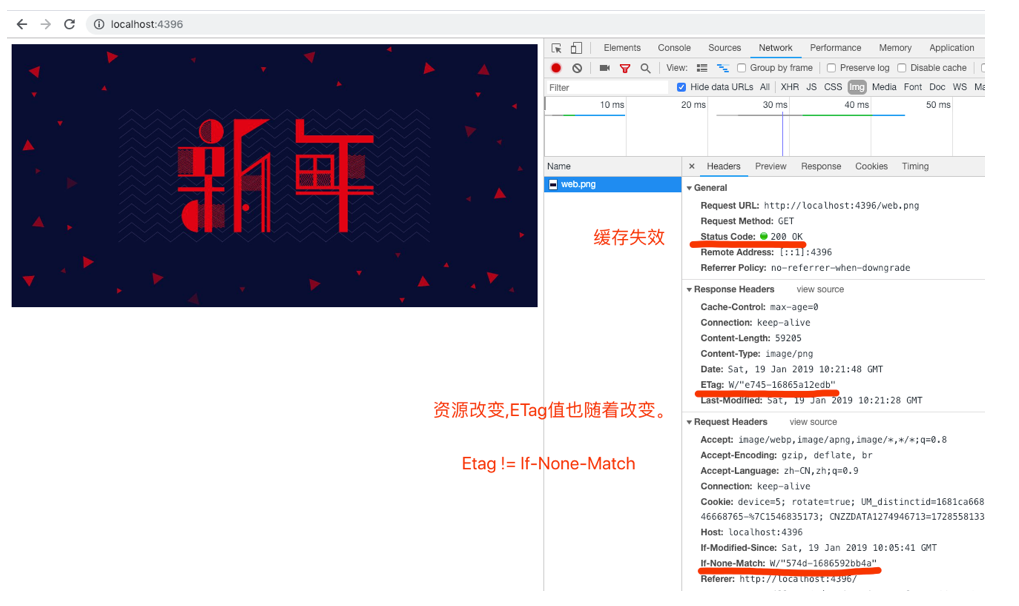 localhost:4396
Elements Console Sources Network Performance Memory Application
View: Group by frame Preserve log Disable cache
Filter Hide data URLs All XHR JS CSS Img Media Font Doc WS Ma
10 ms 20 ms 30 ms 40 ms 50 ms
新年
Name
web.png
× Headers Preview Response Cookies Timing
General
Request URL: http://localhost:4396/web.png
Request Method: GET
Status Code: 200 OK
Remote Address: [::1]:4396
Referrer Policy: no-referrer-when-downgrade
缓存失效
Response Headers view source
Cache-Control: max-age=0
Connection: keep-alive
Content-Length: 59205
Content-Type: image/png
Date: Sat, 19 Jan 2019 10:21:48 GMT
ETag: W/"e745-16865a12edb"
Last-Modified: Sat, 19 Jan 2019 10:21:28 GMT
资源改变,ETag值也随着改变。
Etag != If-None-Match
Request Headers view source
Accept: image/webp,image/apng,image/*,*/*;q=0.8
Accept-Encoding: gzip, deflate, br
Accept-Language: zh-CN,zh;q=0.9
Connection: keep-alive
Cookie: device=5; rotate=true; UM_distinctid=1681ca668
46668765-%7C1546835173; CNZZDATA1274946713=1728558133
Host: localhost:4396
If-Modified-Since: Sat, 19 Jan 2019 10:05:41 GMT
If-None-Match: W/"574d-1686592bb4a"
Referer: http://localhost:4396/